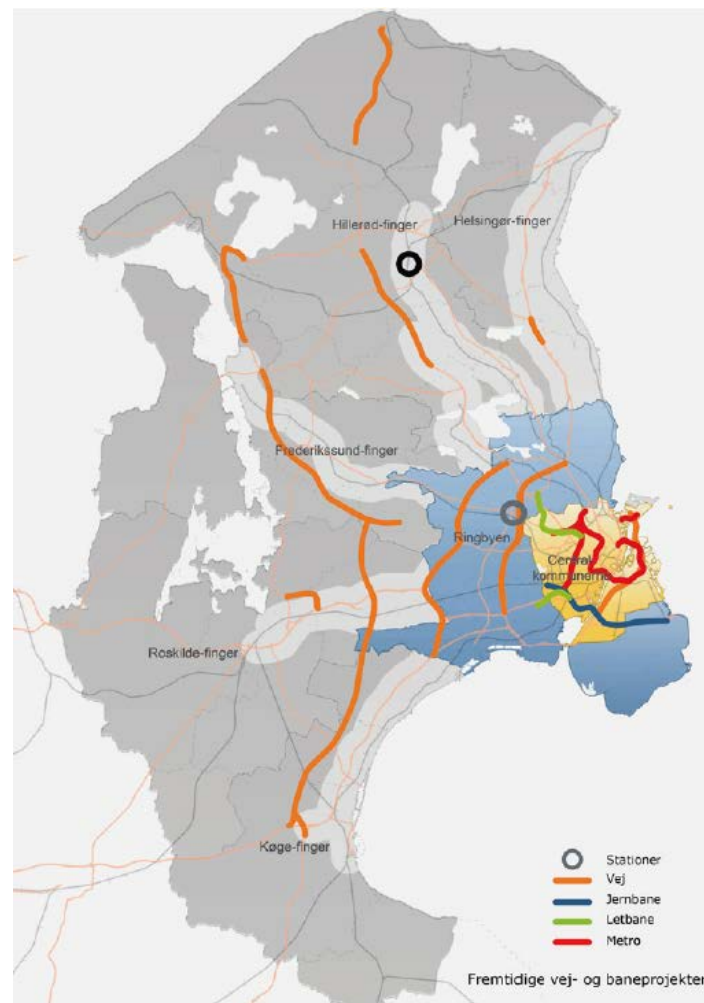 Hillerød-finger
Helsingør-finger
Frederikssund-finger
Ringbyen
Central-
kommunerne
Roskilde-finger
Køge-finger
Stationer
Vej
Jernbane
Letbane
Metro
Fremtidige vej- og baneprojekter